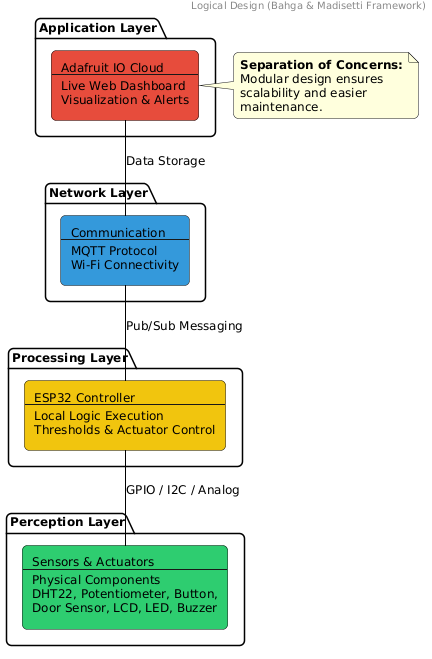 Logical Design (Bahga & Madisetti Framework)
Application Layer
Adafruit IO Cloud
Live Web Dashboard
Visualization & Alerts
Separation of Concerns:
Modular design ensures
scalability and easier
maintenance.
Data Storage
Network Layer
Communication
MQTT Protocol
Wi-Fi Connectivity
Pub/Sub Messaging
Processing Layer
ESP32 Controller
Local Logic Execution
Thresholds & Actuator Control
GPIO / I2C / Analog
Perception Layer
Sensors & Actuators
Physical Components
DHT22, Potentiometer, Button,
Door Sensor, LCD, LED, Buzzer